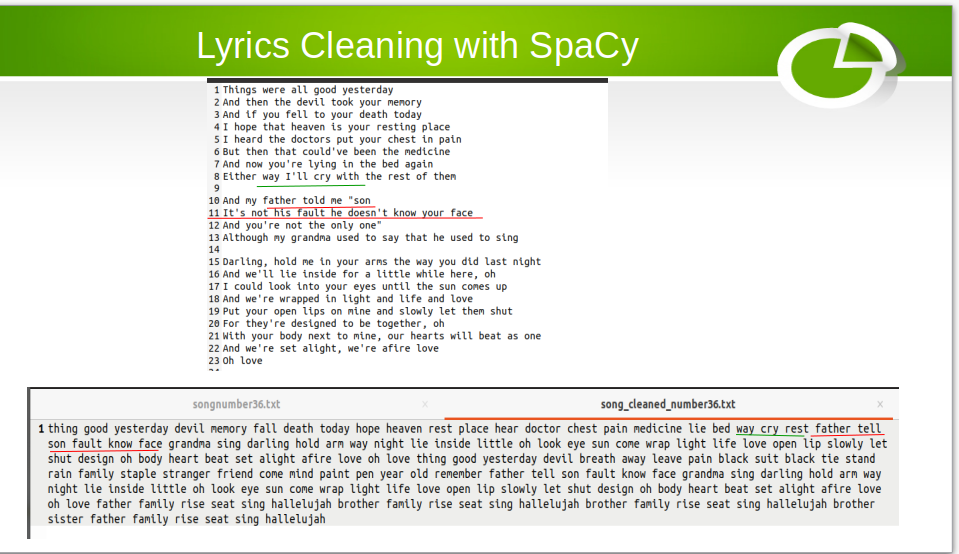 Lyrics Cleaning with SpaCy
1 Things were all good yesterday
2 And then the devil took your memory
3 And if you fell to your death today
4 I hope that heaven is your resting place
5 I heard the doctors put your chest in pain
6 But then that could've been the medicine
7 And now you're lying in the bed again
8 Either way I'll cry with the rest of them
9
10 And my father told me "son
11 It's not his fault he doesn't know your face
12 And you're not the only one"
13 Although my grandma used to say that he used to sing
14
15 Darling, hold me in your arms the way you did last night
16 And we'll lie inside for a little while here, oh
17 I could look into your eyes until the sun comes up
18 And we're wrapped in light and life and love
19 Put your open lips on mine and slowly let them shut
20 For they're designed to be together, oh
21 With your body next to mine, our hearts will beat as one
22 And we're set alight, we're afire love
23 Oh love
songnumber36.txt x song_cleaned_number36.txt x
1 thing good yesterday devil memory fall death today hope heaven rest place hear doctor chest pain medicine lie bed way cry rest father tell
son fault know face grandma sing darling hold arm way night lie inside little oh look eye sun come wrap light life love open lip slowly let
shut design oh body heart beat set alight afire love oh love thing good yesterday devil breath away leave pain black suit black tie stand
rain family staple stranger friend come mind paint pen year old remember father tell son fault know face grandma sing darling hold arm way
night lie inside little oh look eye sun come wrap light life love open lip slowly let shut design oh body heart beat set alight afire love
oh love father family rise seat sing hallelujah brother family rise seat sing hallelujah brother family rise seat sing hallelujah brother
sister father family rise seat sing hallelujah